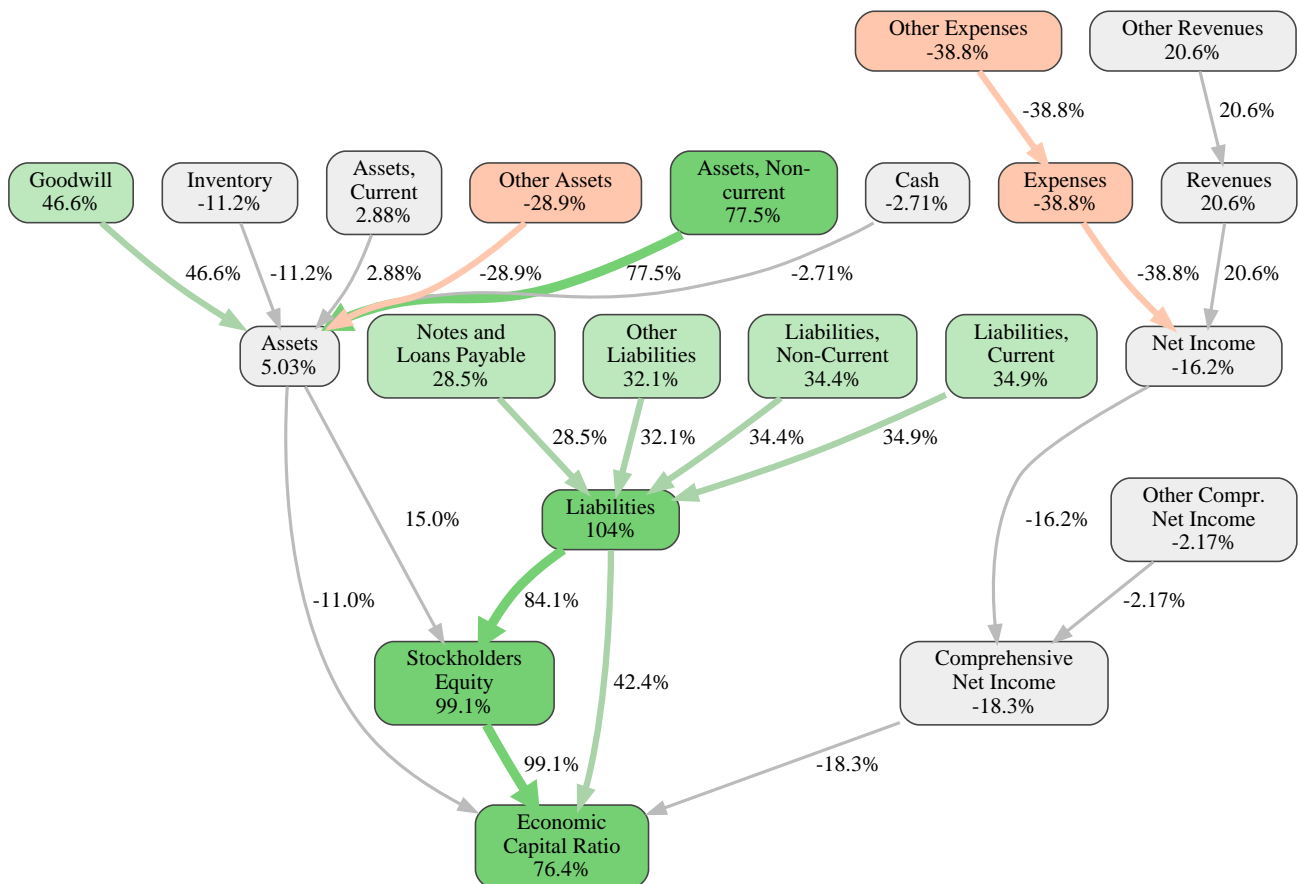 Other Expenses
-38.8%
Other Revenues
20.6%
-38.8%
20.6%
Goodwill
46.6%
Inventory
-11.2%
Assets,
Current
2.88%
Other Assets
-28.9%
Assets, Non-
current
77.5%
Cash
-2.71%
Expenses
-38.8%
Revenues
20.6%
46.6%
-11.2%
2.88%
-28.9%
77.5%
-2.71%
-38.8%
20.6%
Assets
5.03%
Notes and
Loans Payable
28.5%
Other
Liabilities
32.1%
Liabilities,
Non-Current
34.4%
Liabilities,
Current
34.9%
Net Income
-16.2%
28.5%
32.1%
34.4%
34.9%
Liabilities
104%
15.0%
-16.2%
Other Compr.
Net Income
-2.17%
-11.0%
84.1%
-2.17%
Stockholders
Equity
99.1%
42.4%
Comprehensive
Net Income
-18.3%
99.1%
-18.3%
Economic
Capital Ratio
76.4%